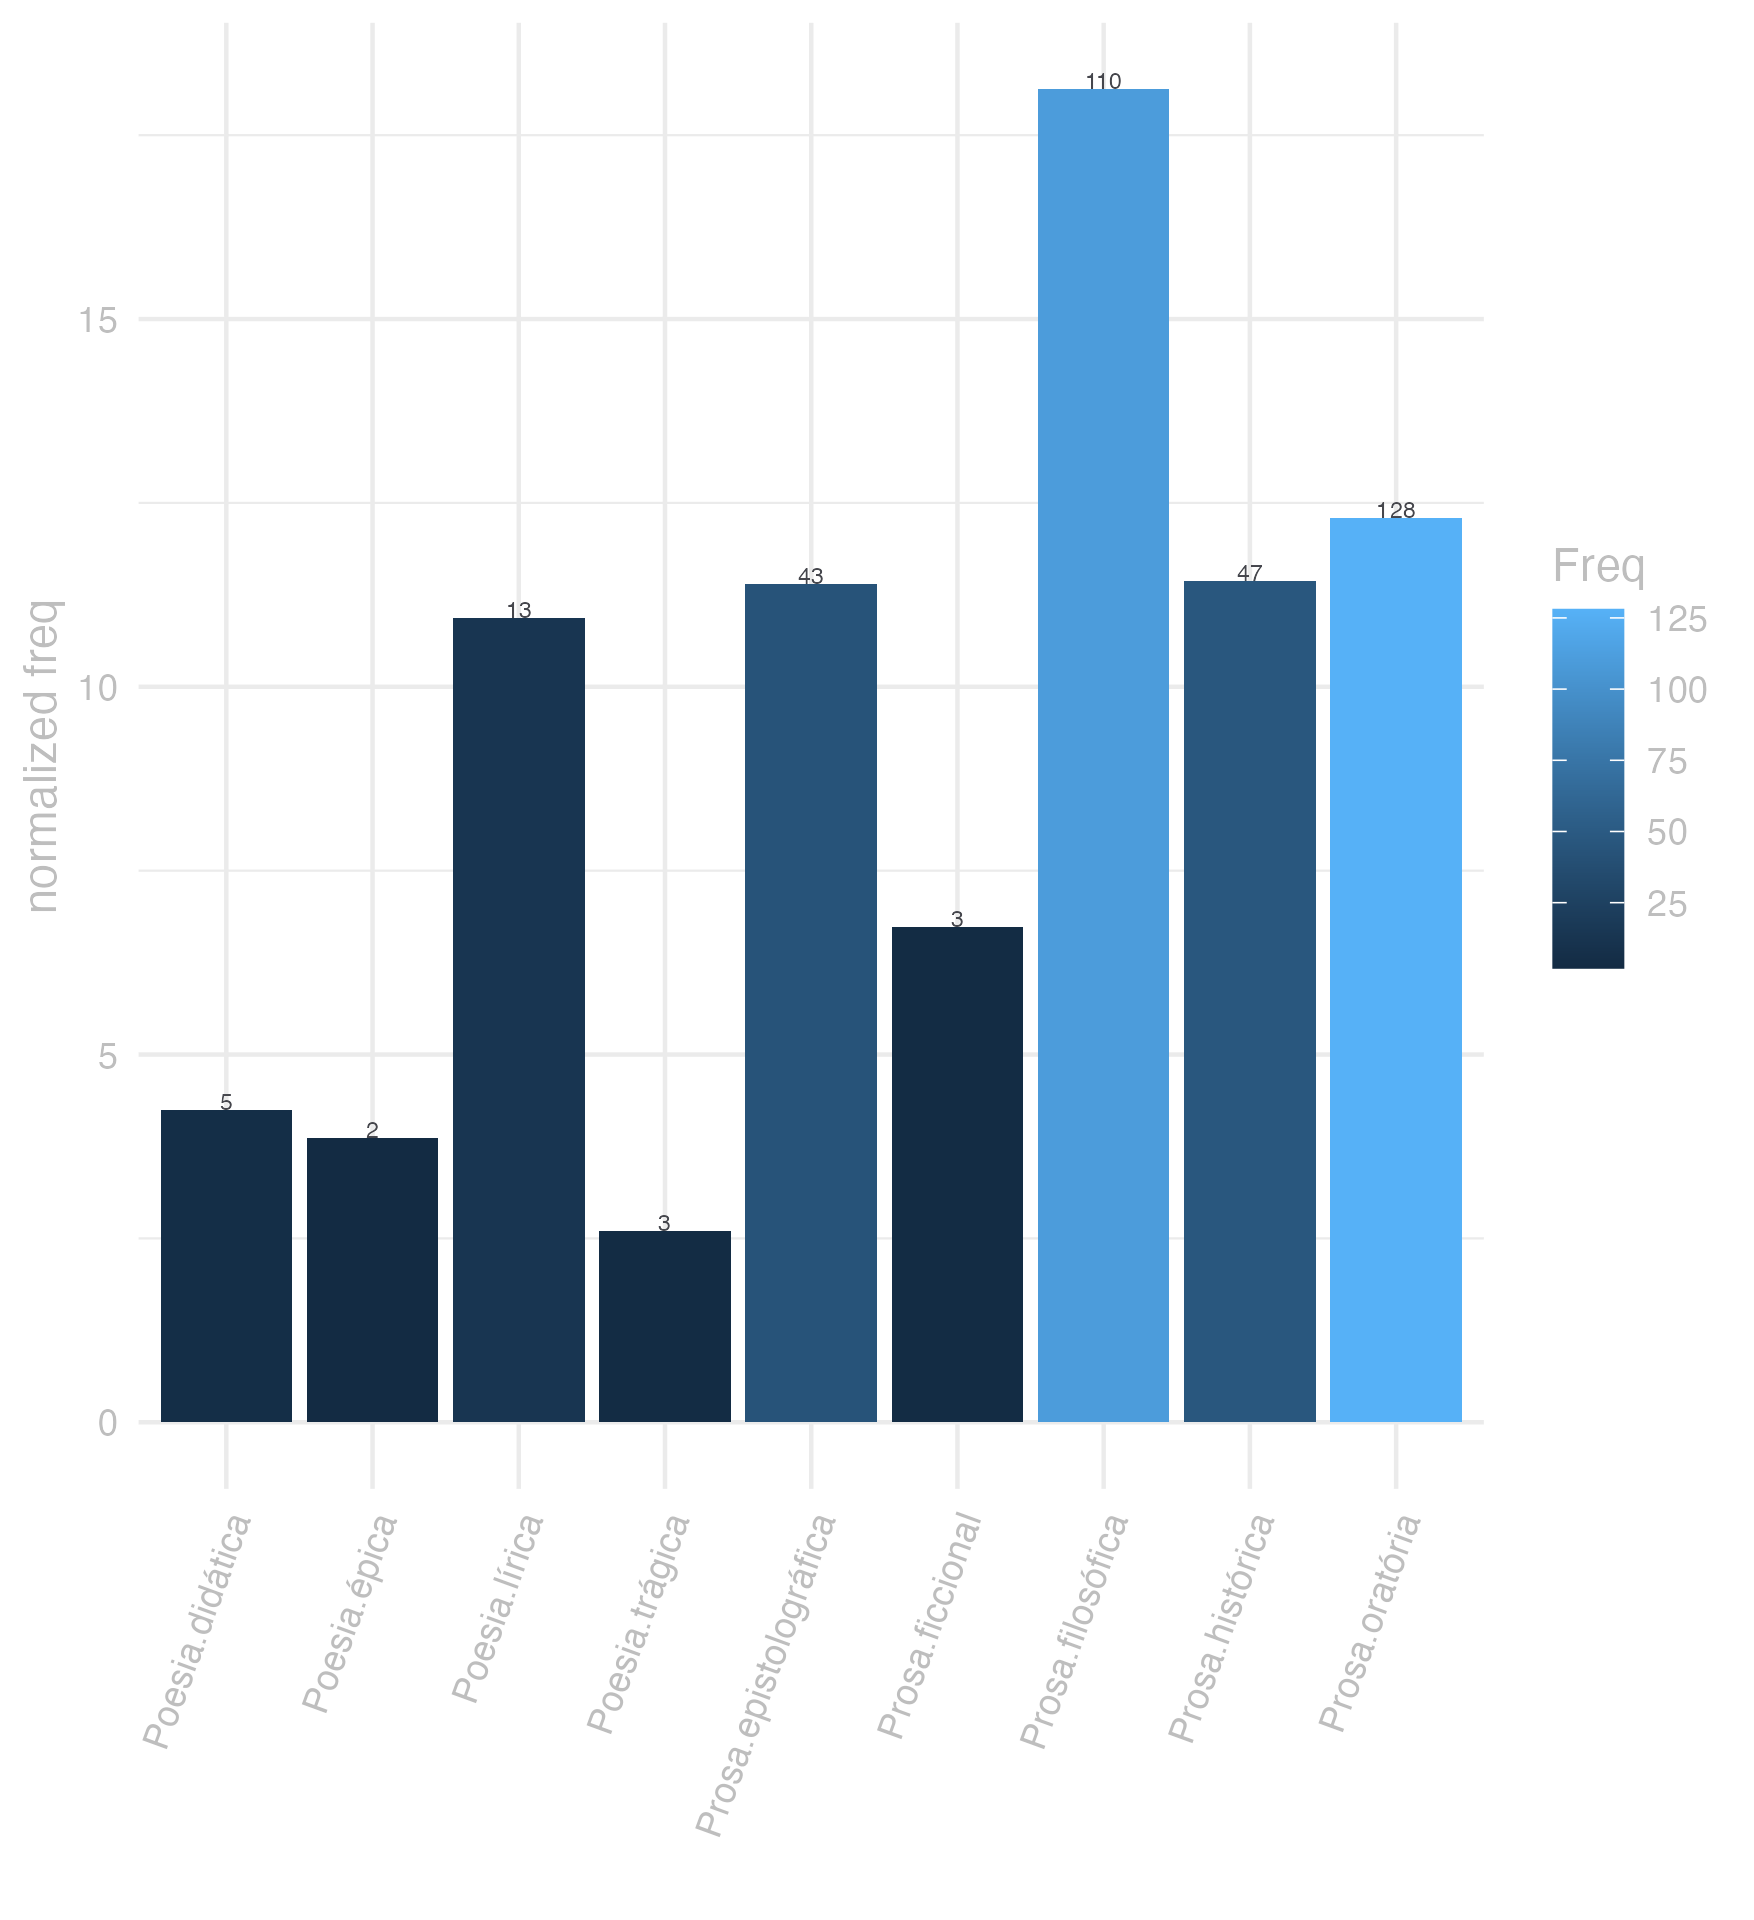 normalized freq
15
10
5
0
5
2
13
3
43
3
110
47
128
Poesia.didática
Poesia.épica
Poesia.lírica
Poesia.trágica
Prosa.epistolográfica
Prosa.ficcional
Prosa.filosófica
Prosa.histórica
Prosa.oratória
Freq
125
100
75
50
25